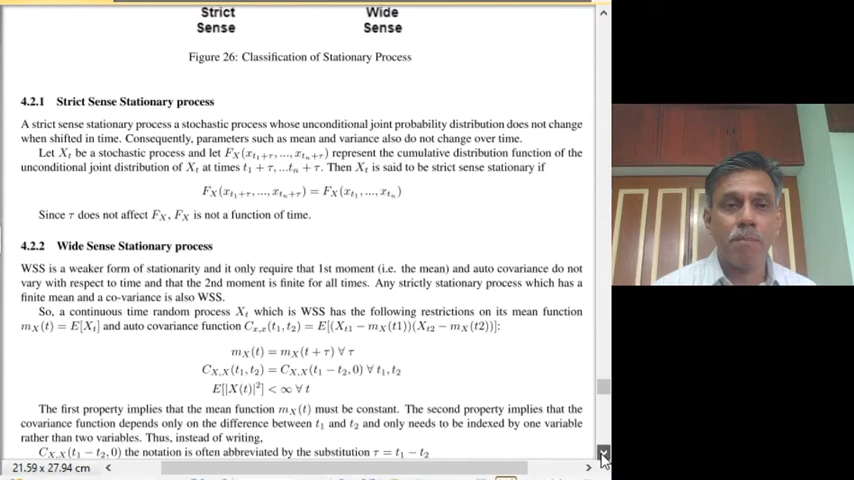 Strict Wide
Sense Sense
Figure 26: Classification of Stationary Process
4.2.1 Strict Sense Stationary process
A strict sense stationary process a stochastic process whose unconditional joint probability distribution does not change
when shifted in time. Consequently, parameters such as mean and variance also do not change over time.
Let X_t be a stochastic process and let F_X(x_{t_1+τ}, ..., x_{t_n+τ}) represent the cumulative distribution function of the
unconditional joint distribution of X_t at times t_1 + τ, ...t_n + τ. Then X_t is said to be strict sense stationary if
F_X(x_{t_1+τ}, ..., x_{t_n+τ}) = F_X(x_{t_1}, ..., x_{t_n})
Since τ does not affect F_X, F_X is not a function of time.
4.2.2 Wide Sense Stationary process
WSS is a weaker form of stationarity and it only require that 1st moment (i.e. the mean) and auto covariance do not
vary with respect to time and that the 2nd moment is finite for all times. Any strictly stationary process which has a
finite mean and a co-variance is also WSS.
So, a continuous time random process X_t which is WSS has the following restrictions on its mean function
m_X(t) = E[X_t] and auto covariance function C_{x,x}(t_1, t_2) = E[(X_{t1} − m_X(t1))(X_{t2} − m_X(t2))]:
m_X(t) = m_X(t + τ) ∀ τ
C_{X,X}(t_1, t_2) = C_{X,X}(t_1 − t_2, 0) ∀ t_1, t_2
E[|X(t)|^2] < ∞ ∀ t
The first property implies that the mean function m_X(t) must be constant. The second property implies that the
covariance function depends only on the difference between t_1 and t_2 and only needs to be indexed by one variable
rather than two variables. Thus, instead of writing,
C_{X,X}(t_1 − t_2, 0) the notation is often abbreviated by the substitution τ = t_1 − t_2
21.59 x 27.94 cm